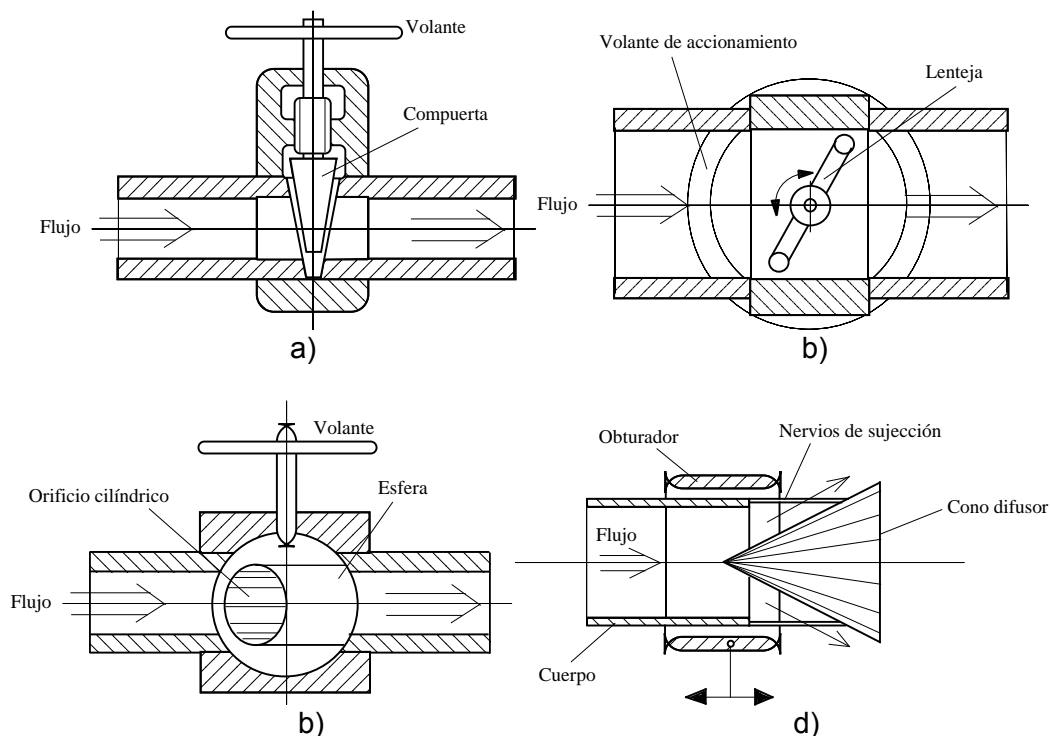 Volante
Compuerta
Flujo
a)
Volante de accionamiento
Lenteja
Flujo
b)
Volante
Orificio cilíndrico
Esfera
Flujo
b)
Obturador
Nervios de sujección
Cono difusor
Flujo
Cuerpo
d)